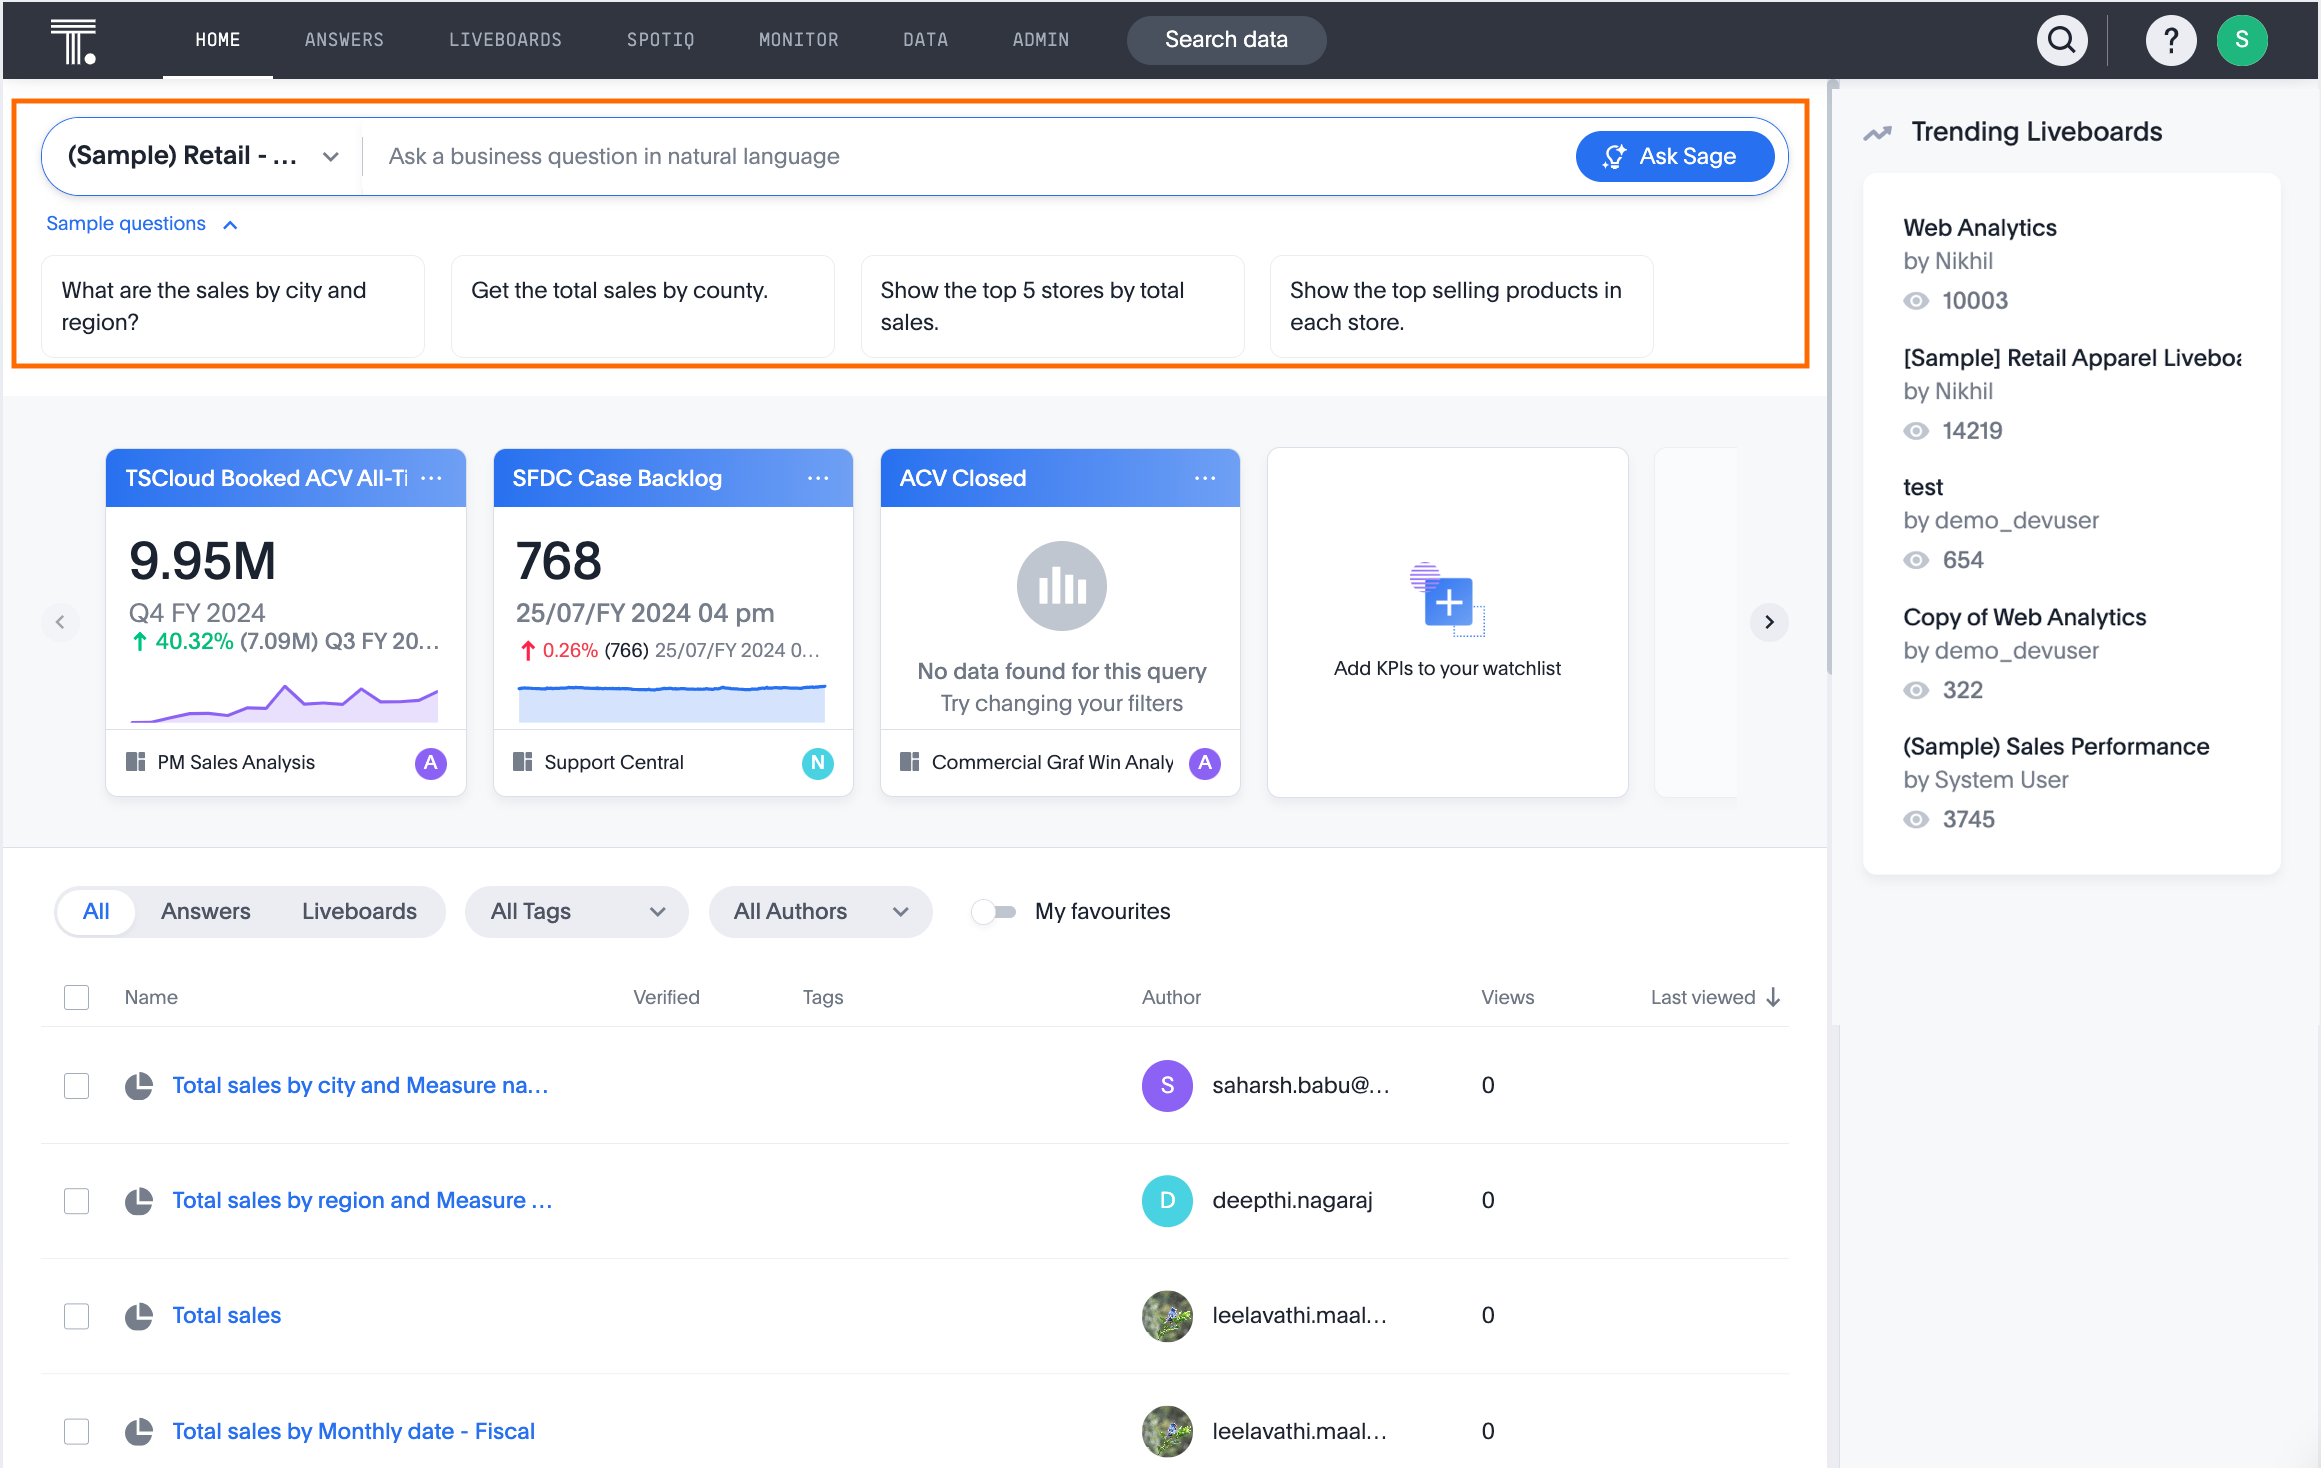 T.
HOME ANSWERS LIVEBOARDS SPOTIQ MONITOR DATA ADMIN Search data ? S
(Sample) Retail - ... Ask a business question in natural language Ask Sage
Sample questions
What are the sales by city and
region?
Get the total sales by county.
Show the top 5 stores by total
sales.
Show the top selling products in
each store.
TSCloud Booked ACV All-Ti ...
9.95M
Q4 FY 2024
40.32% (7.09M) Q3 FY 20...
PM Sales Analysis A
SFDC Case Backlog ...
768
25/07/FY 2024 04 pm
0.26% (766) 25/07/FY 2024 0...
Support Central N
ACV Closed ...
No data found for this query
Try changing your filters
Commercial Graf Win Analy A
Add KPIs to your watchlist
Trending Liveboards
Web Analytics
by Nikhil
10003
[Sample] Retail Apparel Liveboa
by Nikhil
14219
test
by demo_devuser
654
Copy of Web Analytics
by demo_devuser
322
(Sample) Sales Performance
by System User
3745
All Answers Liveboards All Tags All Authors My favourites
Name Verified Tags Author Views Last viewed
Total sales by city and Measure na... S saharsh.babu@... 0
Total sales by region and Measure ... D deepthi.nagaraj 0
Total sales leelavathi.maal... 0
Total sales by Monthly date - Fiscal leelavathi.maal... 0